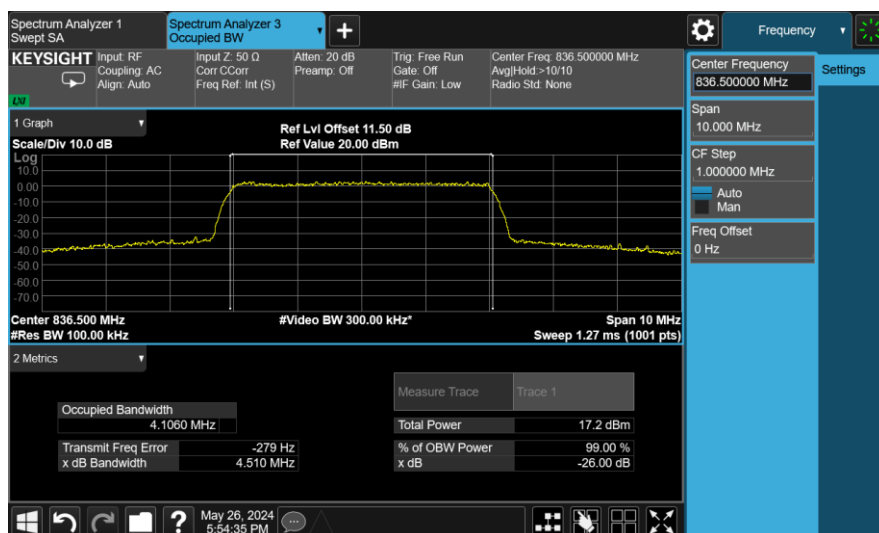 Spectrum Analyzer 1
Swept SA
Spectrum Analyzer 3
Occupied BW
+
Frequency
KEYSIGHT
Input: RF
Coupling: AC
Align: Auto
Input Z: 50 Ω
Corr CCorr
Freq Ref: Int (S)
Atten: 20 dB
Preamp: Off
Trig: Free Run
Gate: Off
#IF Gain: Low
Center Freq: 836.500000 MHz
Avg|Hold:>10/10
Radio Std: None
LXI
Center Frequency
836.500000 MHz
Settings
Span
10.000 MHz
CF Step
1.000000 MHz
Auto
Man
Freq Offset
0 Hz
1 Graph
Scale/Div 10.0 dB
Ref Lvl Offset 11.50 dB
Ref Value 20.00 dBm
Log
10.0
0.00
-10.0
-20.0
-30.0
-40.0
-50.0
-60.0
-70.0
Center 836.500 MHz
#Res BW 100.00 kHz
#Video BW 300.00 kHz*
Span 10 MHz
Sweep 1.27 ms (1001 pts)
2 Metrics
Measure Trace Trace 1
Occupied Bandwidth
4.1060 MHz
Total Power 17.2 dBm
Transmit Freq Error -279 Hz
% of OBW Power 99.00 %
x dB Bandwidth 4.510 MHz
x dB -26.00 dB
?
May 26, 2024
5:54:35 PM